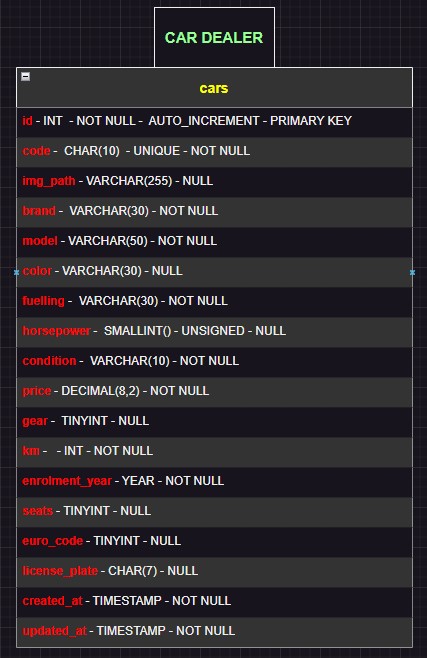 CAR DEALER
cars
id - INT - NOT NULL - AUTO_INCREMENT - PRIMARY KEY
code - CHAR(10) - UNIQUE - NOT NULL
img_path - VARCHAR(255) - NULL
brand - VARCHAR(30) - NOT NULL
model - VARCHAR(50) - NOT NULL
color - VARCHAR(30) - NULL
fuelling - VARCHAR(30) - NOT NULL
horsepower - SMALLINT() - UNSIGNED - NULL
condition - VARCHAR(10) - NOT NULL
price - DECIMAL(8,2) - NOT NULL
gear - TINYINT - NULL
km - - INT - NOT NULL
enrolment_year - YEAR - NOT NULL
seats - TINYINT - NULL
euro_code - TINYINT - NULL
license_plate - CHAR(7) - NULL
created_at - TIMESTAMP - NOT NULL
updated_at - TIMESTAMP - NOT NULL